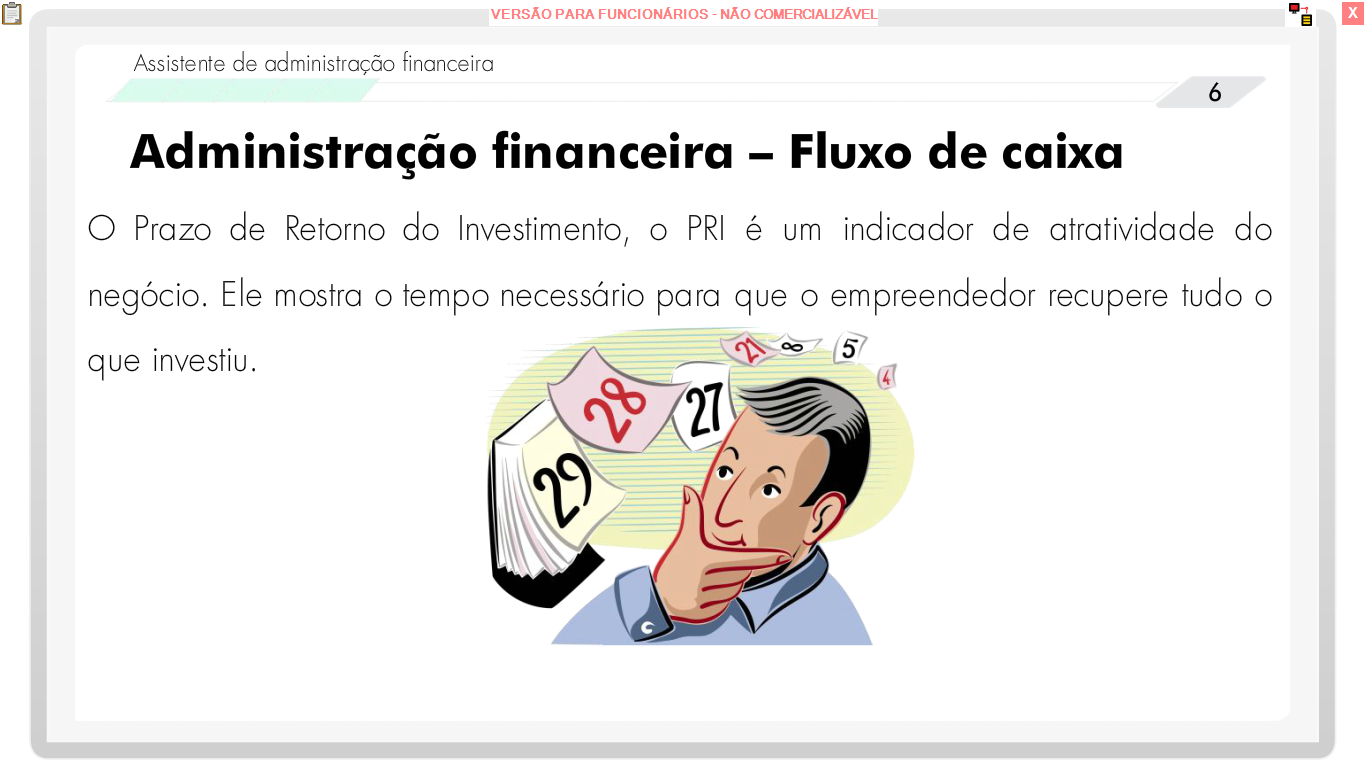 VERSÃO PARA FUNCIONÁRIOS - NÃO COMERCIALIZÁVEL
X
Assistente de administração financeira
6
Administração financeira – Fluxo de caixa
O Prazo de Retorno do Investimento, o PRI é um indicador de atratividade do
negócio. Ele mostra o tempo necessário para que o empreendedor recupere tudo o
que investiu.
21
8
5
4
28
27
29